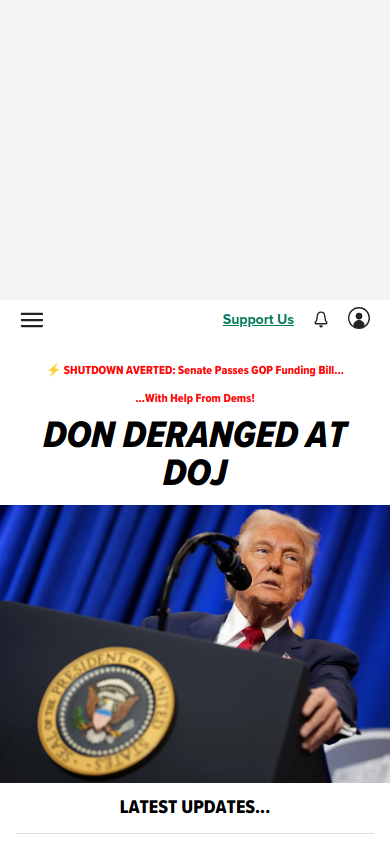 Support Us
⚡ SHUTDOWN AVERTED: Senate Passes GOP Funding Bill...
...With Help From Dems!
DON DERANGED AT
DOJ
SEAL OF THE PRESIDENT OF THE UNITED STATES
LATEST UPDATES...